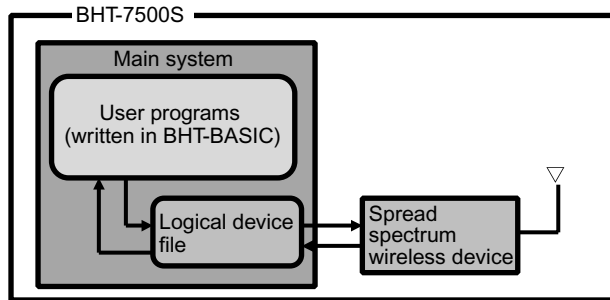 BHT-7500S
Main system
User programs
(written in BHT-BASIC)
Logical device
file
Spread
spectrum
wireless device